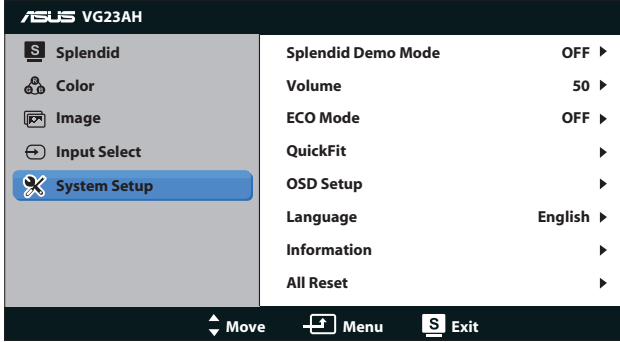 ASUS VG23AH
S Splendid
Color
Image
Input Select
System Setup
Splendid Demo Mode OFF
Volume 50
ECO Mode OFF
QuickFit
OSD Setup
Language English
Information
All Reset
Move Menu S Exit